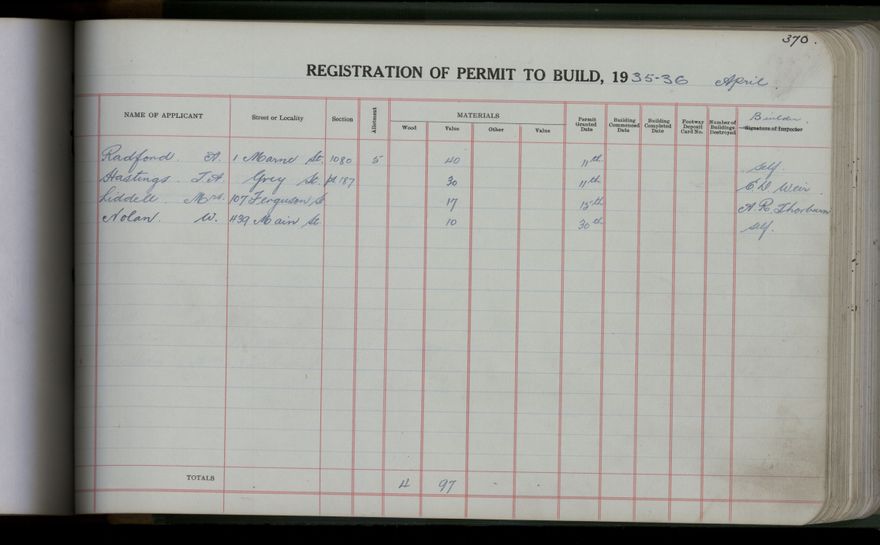 370.
REGISTRATION OF PERMIT TO BUILD, 1935-36 April.
NAME OF APPLICANT Street or Locality Section Allotment MATERIALS Wood Value Other Value Permit Granted Date Building Commenced Date Building Completed Date Footway Deposit Card No. Number of Buildings Destroyed Builder. Signature of Inspector
Radford. A. 1 Marne St. 1080 5 40 11th self.
Hastings. J.A. Grey St. pt 187 30 11th C D Weir.
Liddell. Mrs. 107 Ferguson St 17 15th A R Thorburn
Nolan. W. 439 Main St. 10 30th self.
TOTALS 4 97 - -